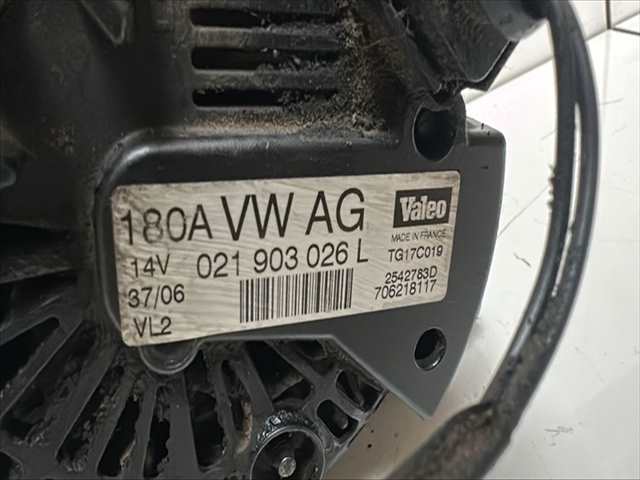 180A VW AG
14V 021 903 026 L
37/06
VL2
Valeo
MADE IN FRANCE
TG17C019
2542763D
706218117